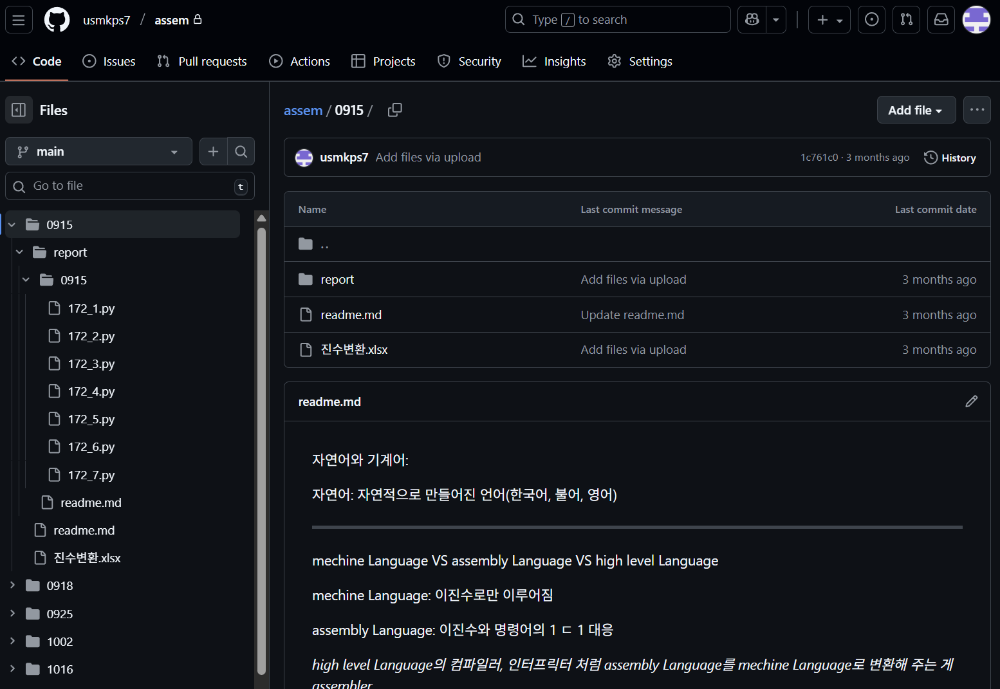 usmkps7 / assem
Type / to search
Code
Issues
Pull requests
Actions
Projects
Security
Insights
Settings
Files
main
Go to file
t
0915
report
0915
172_1.py
172_2.py
172_3.py
172_4.py
172_5.py
172_6.py
172_7.py
readme.md
readme.md
진수변환.xlsx
0918
0925
1002
1016
assem / 0915 /
Add file
usmkps7 Add files via upload
1c761c0 · 3 months ago
History
Name Last commit message Last commit date
..
report Add files via upload 3 months ago
readme.md Update readme.md 3 months ago
진수변환.xlsx Add files via upload 3 months ago
readme.md
자연어와 기계어:
자연어: 자연적으로 만들어진 언어(한국어, 불어, 영어)
mechine Language VS assembly Language VS high level Language
mechine Language: 이진수로만 이루어짐
assembly Language: 이진수와 명령어의 1 ㄷ 1 대응
high level Language의 컴파일러, 인터프릭터 처럼 assembly Language를 mechine Language로 변환해 주는 게
assembler